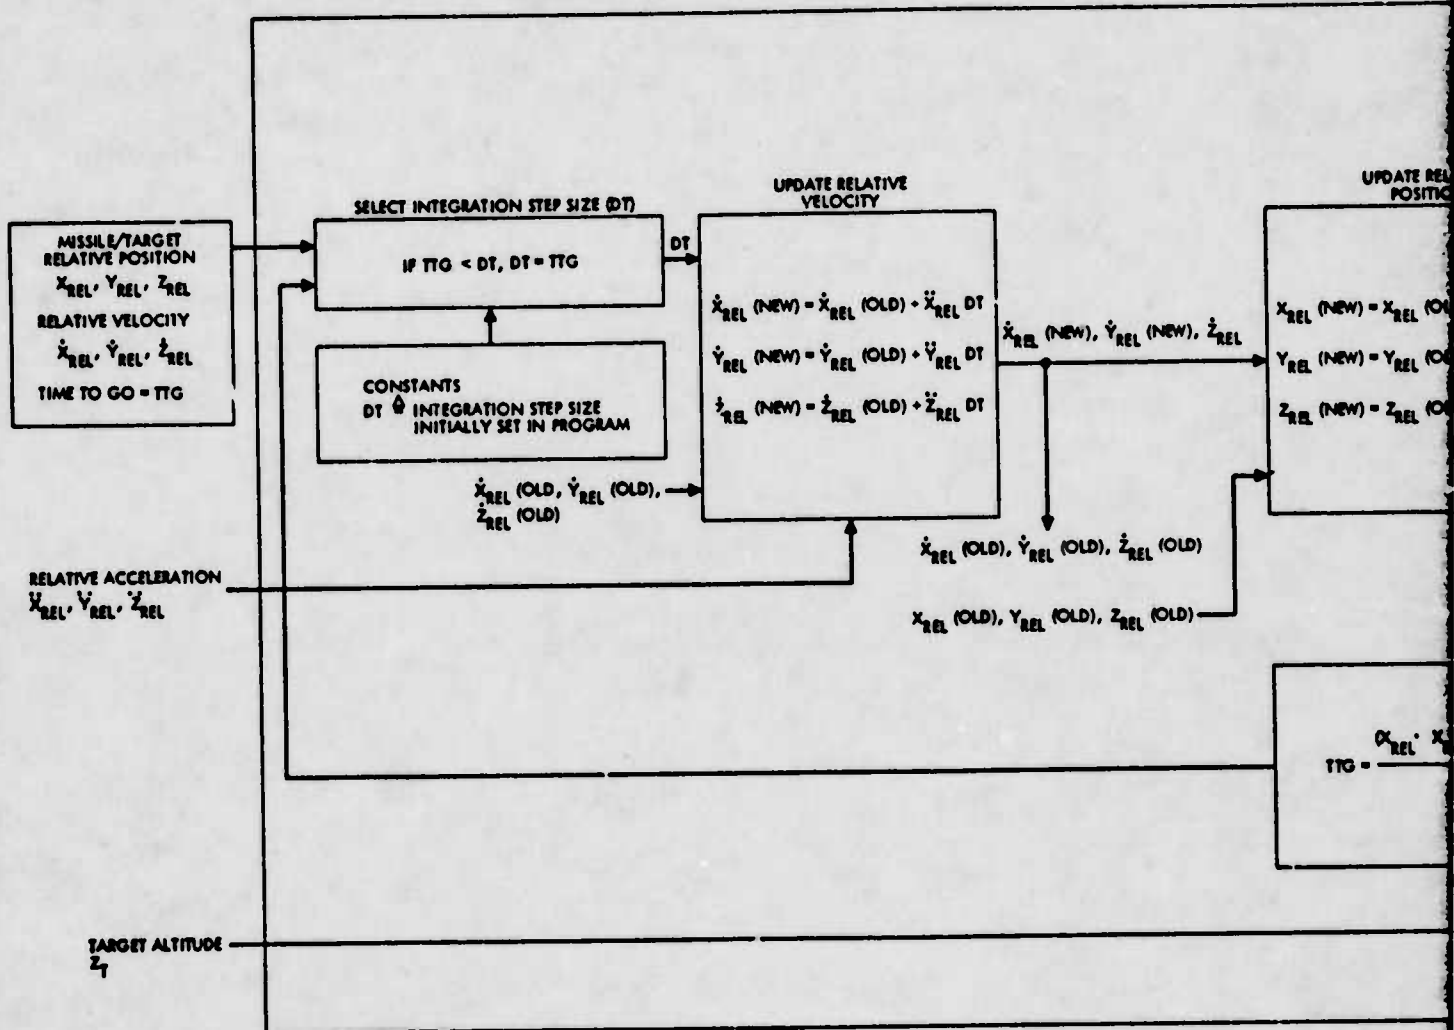 MISSILE/TARGET
RELATIVE POSITION
X_REL, Y_REL, Z_REL
RELATIVE VELOCITY
Ẋ_REL, Ẏ_REL, Ż_REL
TIME TO GO = TTG
SELECT INTEGRATION STEP SIZE (DT)
IF TTG < DT, DT = TTG
CONSTANTS
DT ≙ INTEGRATION STEP SIZE
INITIALLY SET IN PROGRAM
DT
UPDATE RELATIVE
VELOCITY
Ẋ_REL (NEW) = Ẋ_REL (OLD) + Ẍ_REL DT
Ẏ_REL (NEW) = Ẏ_REL (OLD) + Ÿ_REL DT
Ż_REL (NEW) = Ż_REL (OLD) + Z̈_REL DT
Ẋ_REL (OLD, Ẏ_REL (OLD),
Ż_REL (OLD)
Ẋ_REL (NEW), Ẏ_REL (NEW), Ż_REL
Ẋ_REL (OLD), Ẏ_REL (OLD), Ż_REL (OLD)
UPDATE
X_REL (NEW) = X_REL
Y_REL (NEW) = Y_REL
Z_REL (NEW) = Z_REL
X_REL (OLD), Y_REL (OLD), Z_REL (OLD)
RELATIVE ACCELERATION
Ẍ_REL, Ÿ_REL, Z̈_REL
(X_REL ·
TTG =
TARGET ALTITUDE
Z_T